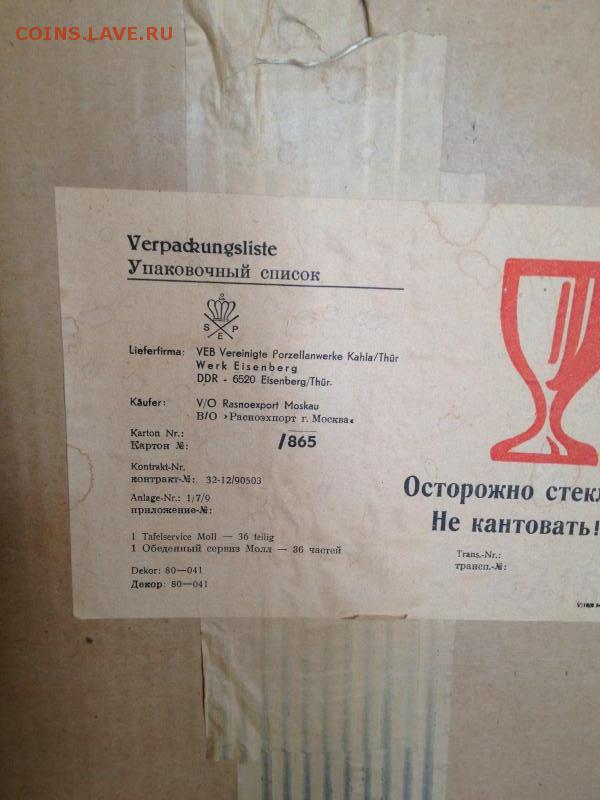 COINS.LAVE.RU
Verpackungsliste
Упаковочный список
S E P
Lieferfirma: VEB Vereinigte Porzellanwerke Kahla/Thür
Werk Eisenberg
DDR - 6520 Eisenberg/Thür.
Käufer: V/O Rasnoexport Moskau
В/О »Расноэхпорт г. Москва«
Karton Nr.:
Картон №: /865
Kontrakt-Nr.
контракт-№: 32-12/90503
Anlage-Nr.: 1/7/9
приложение-№:
1 Tafelservice Moll — 36 teilig
1 Обеденный сервиз Молл — 36 частей
Dekor: 80—041
Декор: 80—041
Осторожно стек
Не кантовать!
Trans.-Nr.:
трансп.-№: